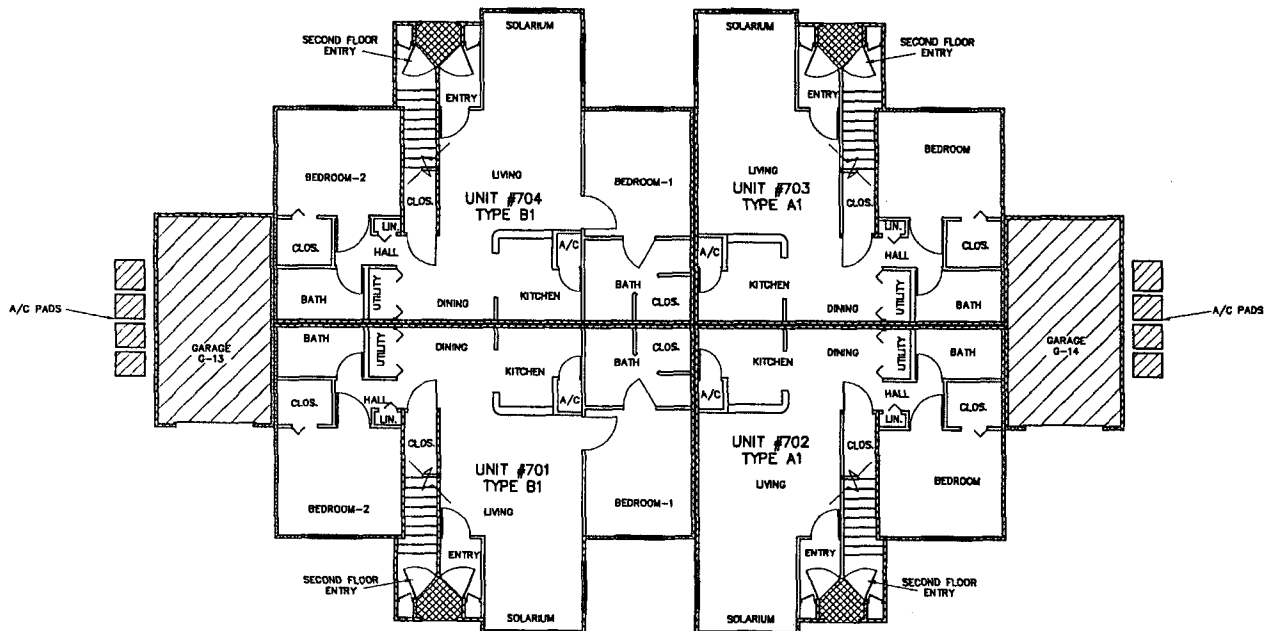 SOLARIUM
SOLARIUM
SECOND FLOOR
ENTRY
SECOND FLOOR
ENTRY
ENTRY
ENTRY
BEDROOM-2
LIVING
UNIT #704
TYPE B1
BEDROOM-1
LIVING
UNIT #703
TYPE A1
BEDROOM
CLOS.
CLOS.
LIN.
LIN.
CLOS.
HALL
A/C
A/C
HALL
CLOS.
BATH
UTILITY
DINING
KITCHEN
BATH
CLOS.
KITCHEN
DINING
UTILITY
BATH
A/C PADS
A/C PADS
GARAGE
G-13
GARAGE
G-14
BATH
UTILITY
DINING
KITCHEN
BATH
CLOS.
KITCHEN
DINING
UTILITY
BATH
CLOS.
HALL
LIN.
A/C
A/C
HALL
LIN.
CLOS.
CLOS.
CLOS.
UNIT #701
TYPE B1
UNIT #702
TYPE A1
BEDROOM-2
LIVING
BEDROOM-1
LIVING
BEDROOM
ENTRY
ENTRY
SECOND FLOOR
ENTRY
SECOND FLOOR
ENTRY
SOLARIUM
SOLARIUM